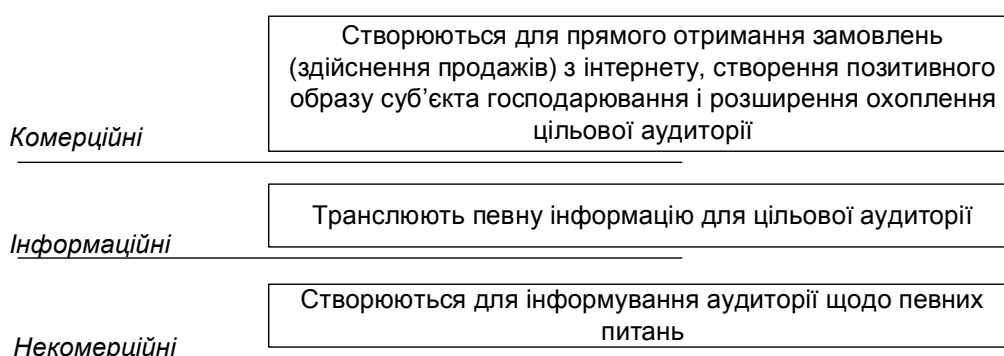 Створюються для прямого отримання замовлень
(здійснення продажів) з інтернету, створення позитивного
образу суб’єкта господарювання і розширення охоплення
цільової аудиторії
Комерційні
Транслюють певну інформацію для цільової аудиторії
Інформаційні
Створюються для інформування аудиторії щодо певних
питань
Некомерційні